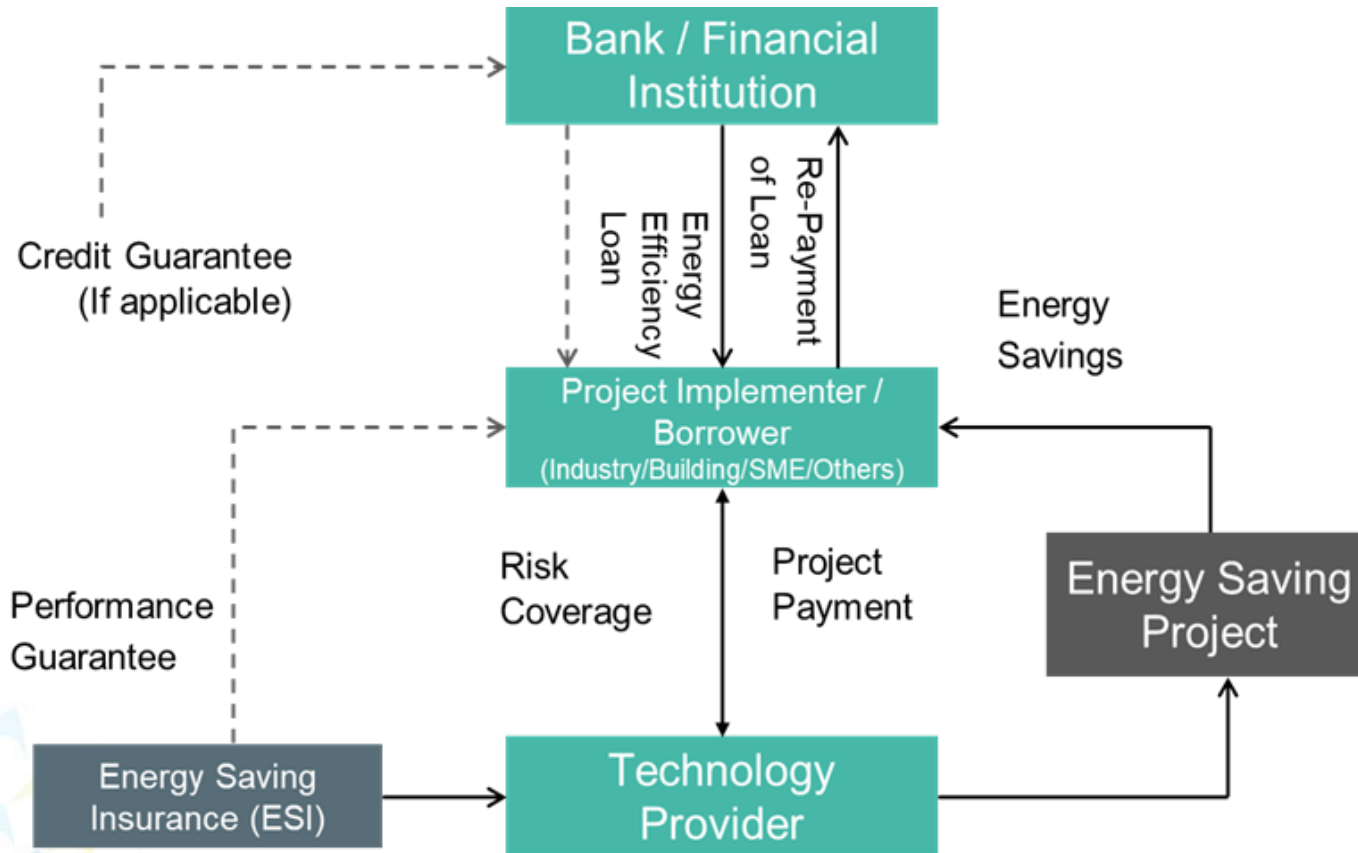 Bank / Financial
Institution
Credit Guarantee
(If applicable)
Energy
Efficiency
Loan
Re-Payment
of Loan
Energy
Savings
Project Implementer /
Borrower
(Industry/Building/SME/Others)
Risk
Coverage
Project
Payment
Energy Saving
Project
Performance
Guarantee
Energy Saving
Insurance (ESI)
Technology
Provider